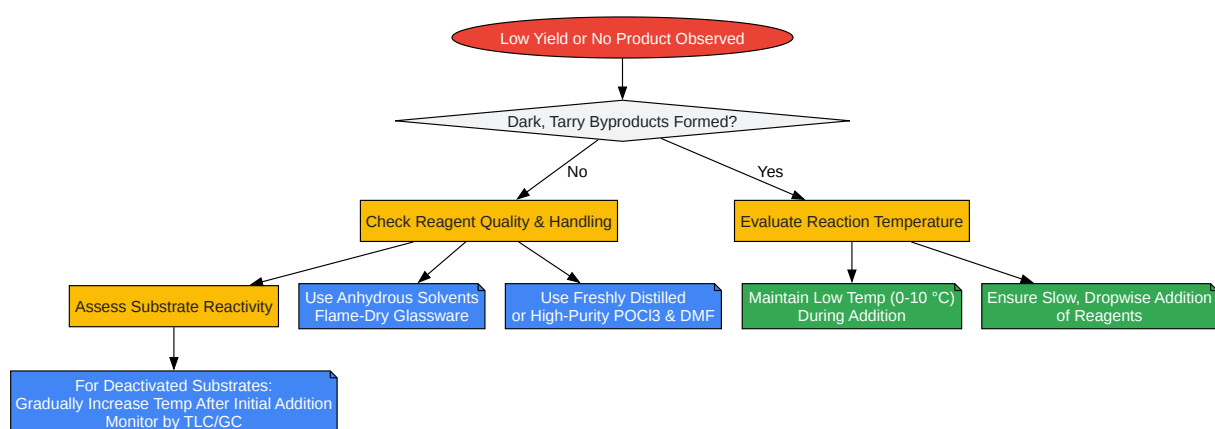 Low Yield or No Product Observed
Dark, Tarry Byproducts Formed?
No
Yes
Check Reagent Quality & Handling
Evaluate Reaction Temperature
Assess Substrate Reactivity
Use Anhydrous Solvents
Flame-Dry Glassware
Use Freshly Distilled
or High-Purity POCl3 & DMF
Maintain Low Temp (0-10 °C)
During Addition
Ensure Slow, Dropwise Addition
of Reagents
For Deactivated Substrates:
Gradually Increase Temp After Initial Addition
Monitor by TLC/GC